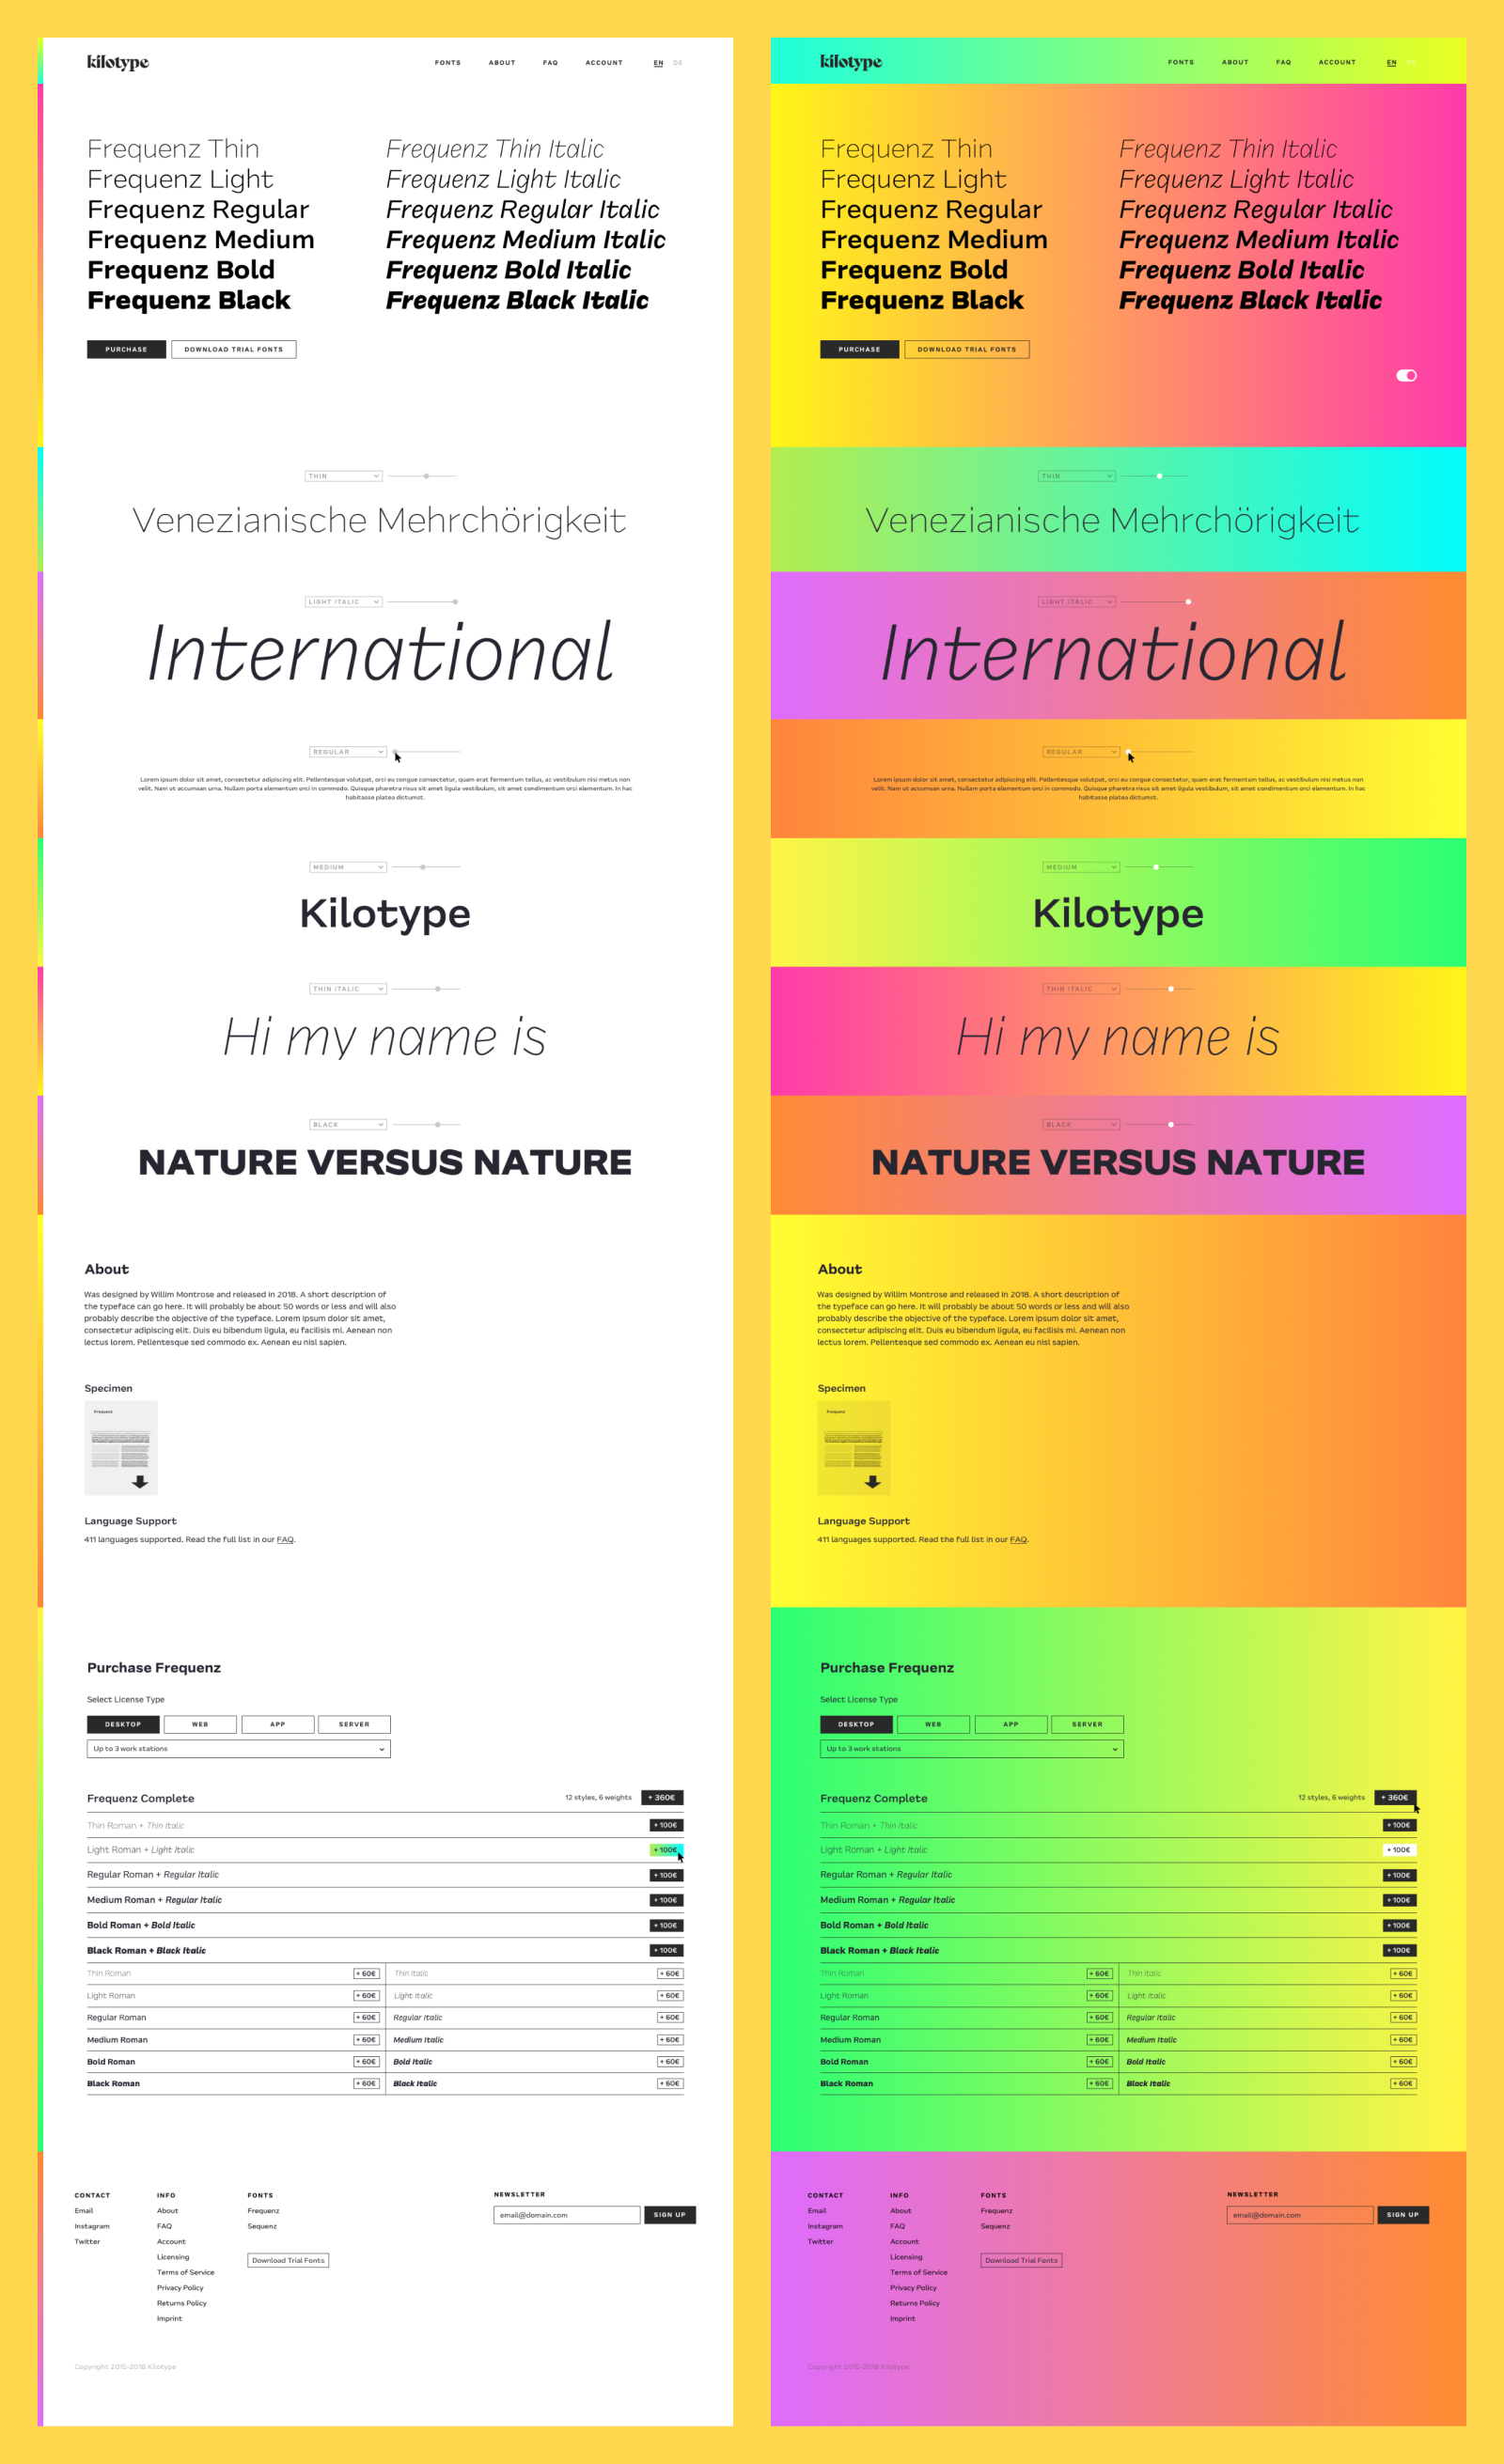 kilotype
FONTS ABOUT FAQ ACCOUNT EN DE
Frequenz Thin
Frequenz Light
Frequenz Regular
Frequenz Medium
Frequenz Bold
Frequenz Black
Frequenz Thin Italic
Frequenz Light Italic
Frequenz Regular Italic
Frequenz Medium Italic
Frequenz Bold Italic
Frequenz Black Italic
PURCHASE DOWNLOAD TRIAL FONTS
THIN
Venezianische Mehrchörigkeit
LIGHT ITALIC
International
REGULAR
Lorem ipsum dolor sit amet, consectetur adipiscing elit. Pellentesque volutpat, orci eu congue consectetur, quam erat fermentum tellus, ac vestibulum nisi metus non
velit. Nam ut accumsan urna. Nullam porta elementum orci in commodo. Quisque pharetra risus sit amet ligula vestibulum, sit amet condimentum orci elementum. In hac
habitasse platea dictumst.
MEDIUM
Kilotype
THIN ITALIC
Hi my name is
BLACK
NATURE VERSUS NATURE
About
Was designed by Willim Montrose and released in 2018. A short description of
the typeface can go here. It will probably be about 50 words or less and will also
probably describe the objective of the typeface. Lorem ipsum dolor sit amet,
consectetur adipiscing elit. Duis eu bibendum ligula, eu facilisis mi. Aenean non
lectus lorem. Pellentesque sed commodo ex. Aenean eu nisl sapien.
Specimen
Frequenz
Language Support
411 languages supported. Read the full list in our FAQ.
Purchase Frequenz
Select License Type
DESKTOP WEB APP SERVER
Up to 3 work stations
Frequenz Complete 12 styles, 6 weights + 360€
Thin Roman + Thin Italic + 100€
Light Roman + Light Italic + 100€
Regular Roman + Regular Italic + 100€
Medium Roman + Regular Italic + 100€
Bold Roman + Bold Italic + 100€
Black Roman + Black Italic + 100€
Thin Roman + 60€ Thin Italic + 60€
Light Roman + 60€ Light Italic + 60€
Regular Roman + 60€ Regular Italic + 60€
Medium Roman + 60€ Medium Italic + 60€
Bold Roman + 60€ Bold Italic + 60€
Black Roman + 60€ Black Italic + 60€
CONTACT
Email
Instagram
Twitter
INFO
About
FAQ
Account
Licensing
Terms of Service
Privacy Policy
Returns Policy
Imprint
FONTS
Frequenz
Sequenz
Download Trial Fonts
NEWSLETTER
email@domain.com SIGN UP
Copyright 2015-2018 Kilotype
kilotype
FONTS ABOUT FAQ ACCOUNT EN DE
Frequenz Thin
Frequenz Light
Frequenz Regular
Frequenz Medium
Frequenz Bold
Frequenz Black
Frequenz Thin Italic
Frequenz Light Italic
Frequenz Regular Italic
Frequenz Medium Italic
Frequenz Bold Italic
Frequenz Black Italic
PURCHASE DOWNLOAD TRIAL FONTS
THIN
Venezianische Mehrchörigkeit
LIGHT ITALIC
International
REGULAR
Lorem ipsum dolor sit amet, consectetur adipiscing elit. Pellentesque volutpat, orci eu congue consectetur, quam erat fermentum tellus, ac vestibulum nisi metus non
velit. Nam ut accumsan urna. Nullam porta elementum orci in commodo. Quisque pharetra risus sit amet ligula vestibulum, sit amet condimentum orci elementum. In hac
habitasse platea dictumst.
MEDIUM
Kilotype
THIN ITALIC
Hi my name is
BLACK
NATURE VERSUS NATURE
About
Was designed by Willim Montrose and released in 2018. A short description of
the typeface can go here. It will probably be about 50 words or less and will also
probably describe the objective of the typeface. Lorem ipsum dolor sit amet,
consectetur adipiscing elit. Duis eu bibendum ligula, eu facilisis mi. Aenean non
lectus lorem. Pellentesque sed commodo ex. Aenean eu nisl sapien.
Specimen
Frequenz
Language Support
411 languages supported. Read the full list in our FAQ.
Purchase Frequenz
Select License Type
DESKTOP WEB APP SERVER
Up to 3 work stations
Frequenz Complete 12 styles, 6 weights + 360€
Thin Roman + Thin Italic + 100€
Light Roman + Light Italic + 100€
Regular Roman + Regular Italic + 100€
Medium Roman + Regular Italic + 100€
Bold Roman + Bold Italic + 100€
Black Roman + Black Italic + 100€
Thin Roman + 60€ Thin Italic + 60€
Light Roman + 60€ Light Italic + 60€
Regular Roman + 60€ Regular Italic + 60€
Medium Roman + 60€ Medium Italic + 60€
Bold Roman + 60€ Bold Italic + 60€
Black Roman + 60€ Black Italic + 60€
CONTACT
Email
Instagram
Twitter
INFO
About
FAQ
Account
Licensing
Terms of Service
Privacy Policy
Returns Policy
Imprint
FONTS
Frequenz
Sequenz
Download Trial Fonts
NEWSLETTER
email@domain.com SIGN UP
Copyright 2015-2018 Kilotype